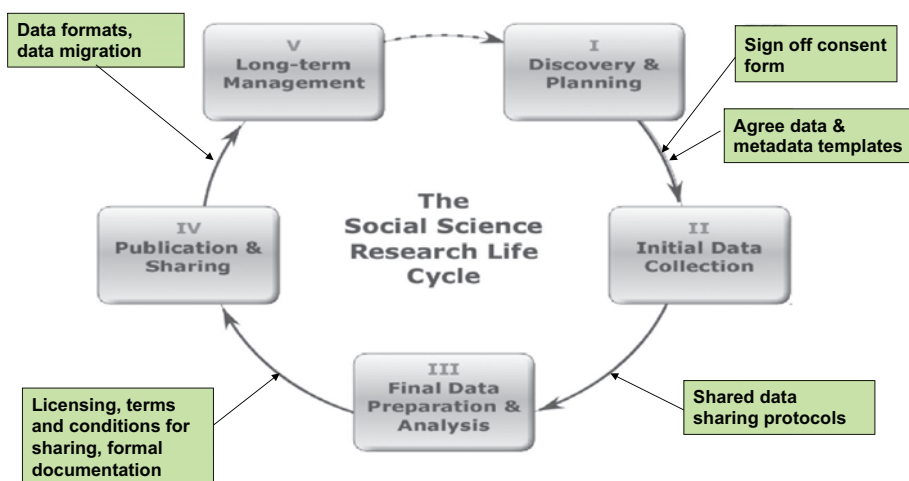 Data formats,
data migration
V
Long-term
Management
I
Discovery &
Planning
Sign off consent
form
Agree data &
metadata templates
The
Social Science
Research Life
Cycle
IV
Publication &
Sharing
II
Initial Data
Collection
III
Final Data
Preparation &
Analysis
Licensing, terms
and conditions for
sharing, formal
documentation
Shared data
sharing protocols